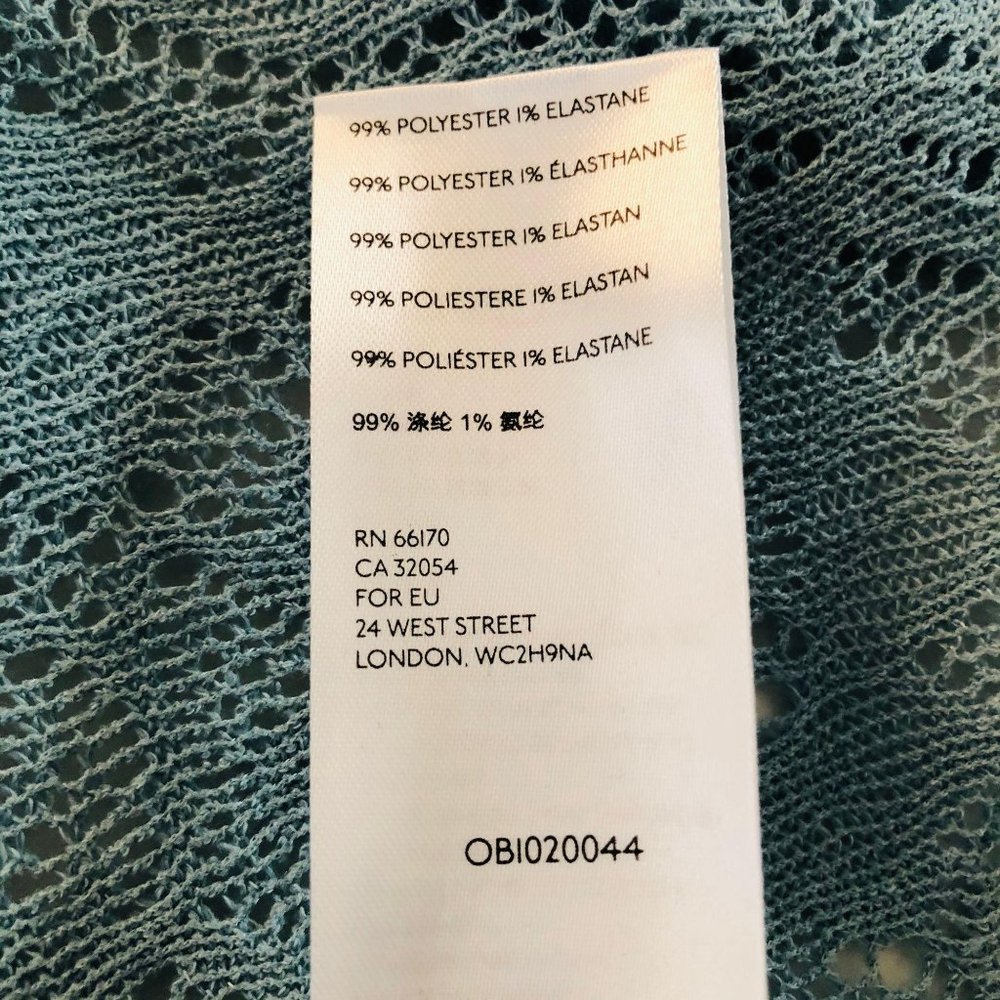 99% POLYESTER 1% ELASTANE
99% POLYESTER 1% ÉLASTHANNE
99% POLYESTER 1% ELASTAN
99% POLIESTERE 1% ELASTAN
99% POLIÉSTER 1% ELASTANE
99% 涤纶 1% 氨纶
RN 66170
CA 32054
FOR EU
24 WEST STREET
LONDON, WC2H9NA
OB1020044